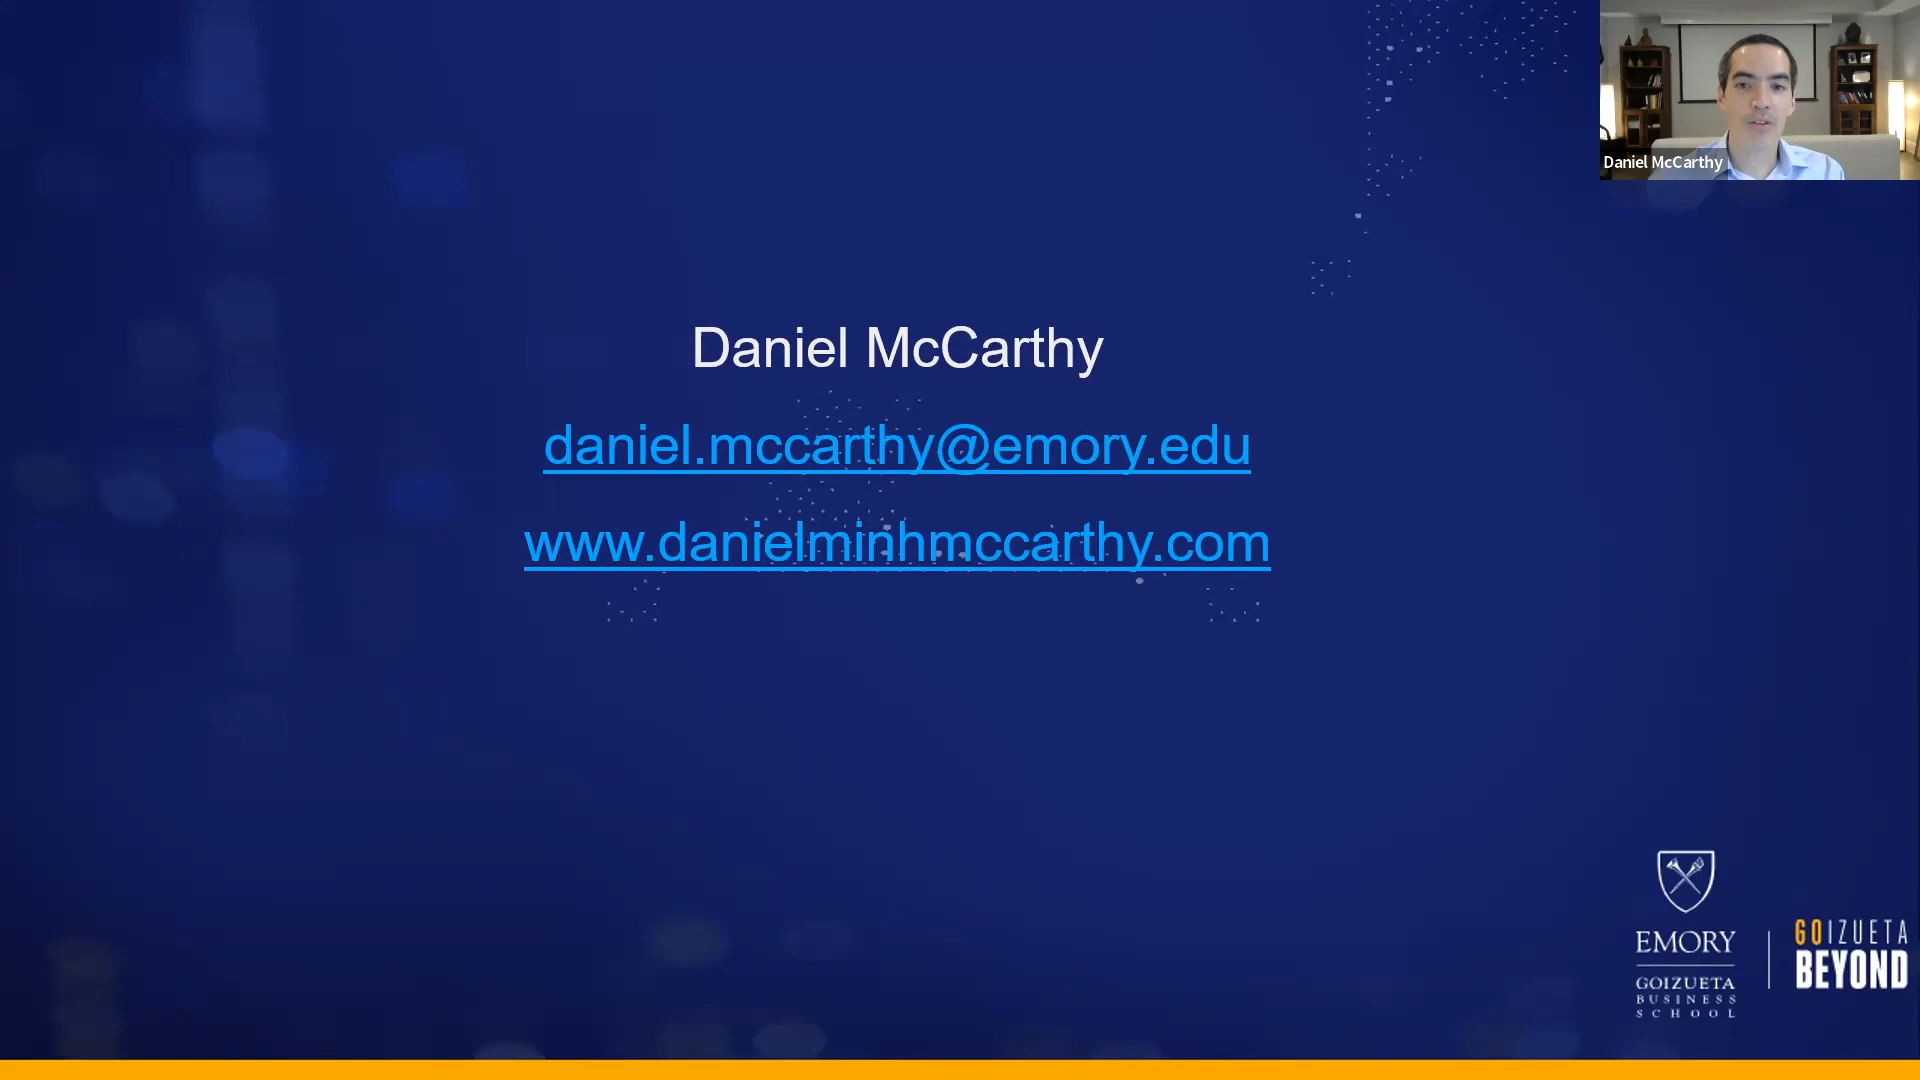 Daniel McCarthy
Daniel McCarthy
daniel.mccarthy@emory.edu
www.danielminhmccarthy.com
EMORY
GOIZUETA
BUSINESS
SCHOOL
GOIZUETA
BEYOND